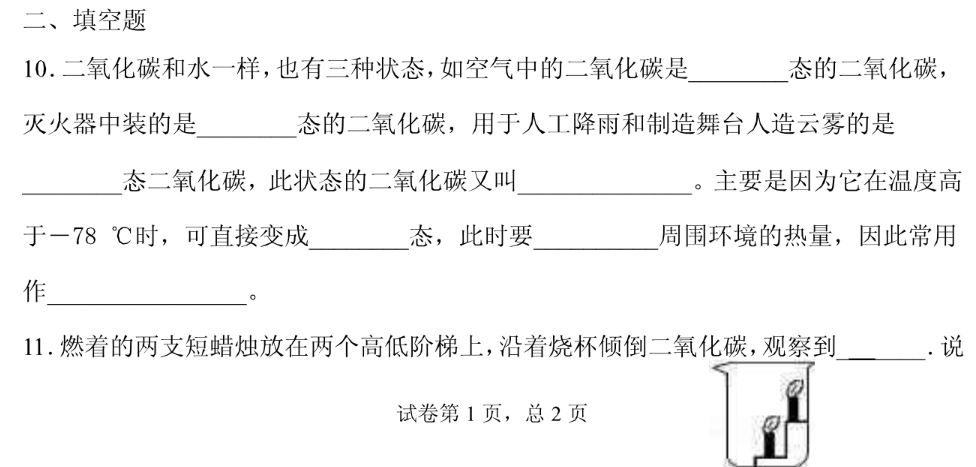 二、填空题
10.二氧化碳和水一样,也有三种状态,如空气中的二氧化碳是________态的二氧化碳,
灭火器中装的是________态的二氧化碳，用于人工降雨和制造舞台人造云雾的是
________态二氧化碳，此状态的二氧化碳又叫______________。主要是因为它在温度高
于－78 ℃时，可直接变成________态，此时要__________周围环境的热量，因此常用
作________________。
11.燃着的两支短蜡烛放在两个高低阶梯上,沿着烧杯倾倒二氧化碳,观察到_______.说
试卷第 1 页，总 2 页